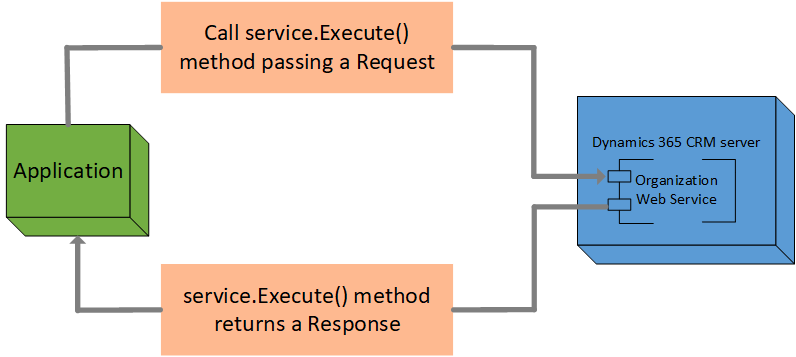 Call service.Execute()
method passing a Request
Application
Dynamics 365 CRM server
Organization
Web Service
service.Execute() method
returns a Response